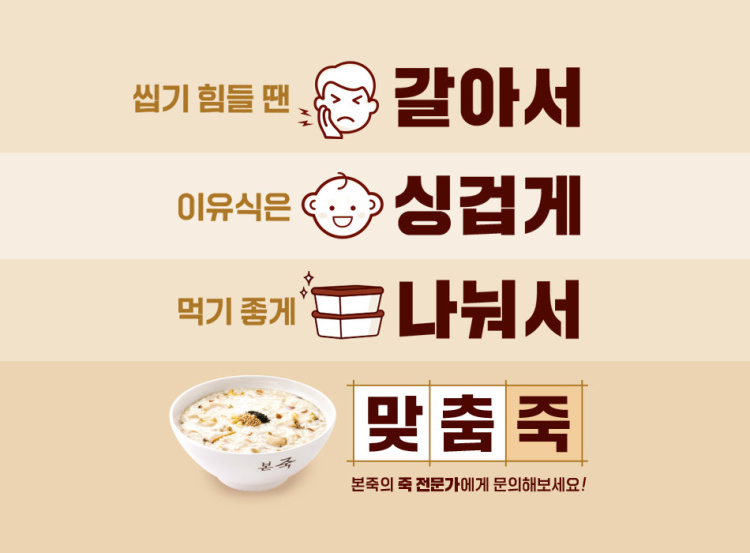 씹기 힘들 땐 갈아서
이유식은 싱겁게
먹기 좋게 나눠서
맞춤죽
본죽
본죽의 죽 전문가에게 문의해보세요!